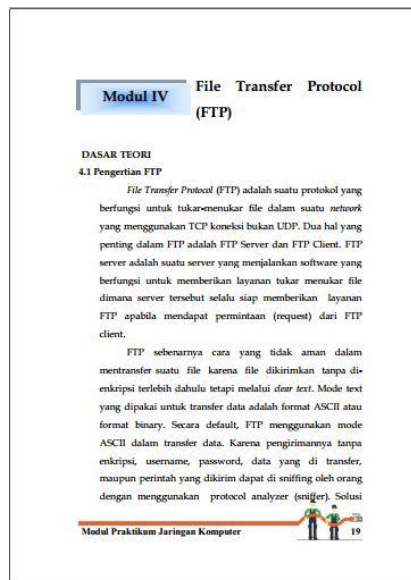 Modul IV
File Transfer Protocol
(FTP)
DASAR TEORI
4.1 Pengertian FTP
File Transfer Protocol (FTP) adalah suatu protokol yang
berfungsi untuk tukar-menukar file dalam suatu network
yang menggunakan TCP koneksi bukan UDP. Dua hal yang
penting dalam FTP adalah FTP Server dan FTP Client. FTP
server adalah suatu server yang menjalankan software yang
berfungsi untuk memberikan layanan tukar menukar file
dimana server tersebut selalu siap memberikan layanan
FTP apabila mendapat permintaan (request) dari FTP
client.
FTP sebenarnya cara yang tidak aman dalam
mentransfer suatu file karena file dikirimkan tanpa di-
enkripsi terlebih dahulu tetapi melalui clear text. Mode text
yang dipakai untuk transfer data adalah format ASCII atau
format binary. Secara default, FTP menggunakan mode
ASCII dalam transfer data. Karena pengirimannya tanpa
enkripsi, username, password, data yang di transfer,
maupun perintah yang dikirim dapat di sniffing oleh orang
dengan menggunakan protocol analyzer (sniffer). Solusi
Modul Praktikum Jaringan Komputer 19